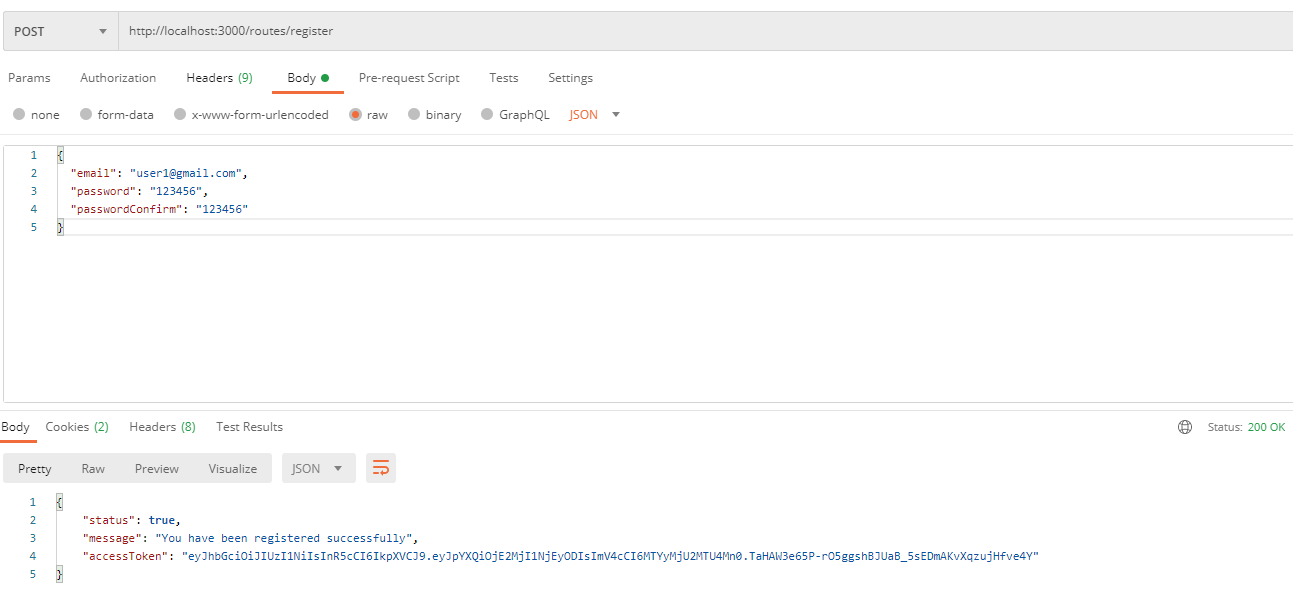 POST http://localhost:3000/routes/register
Params Authorization Headers (9) Body Pre-request Script Tests Settings
none form-data x-www-form-urlencoded raw binary GraphQL JSON
1 {
2 "email": "user1@gmail.com",
3 "password": "123456",
4 "passwordConfirm": "123456"
5 }
Body Cookies (2) Headers (8) Test Results Status: 200 OK
Pretty Raw Preview Visualize JSON
1 {
2 "status": true,
3 "message": "You have been registered successfully",
4 "accessToken": "eyJhbGciOiJIUzI1NiIsInR5cCI6IkpXVCJ9.eyJpYXQiOjE2MjI1NjEyODIsImV4cCI6MTYyMjU2MTU4Mn0.TaHAW3e65P-rO5ggshBJUaB_5sEDmAKvXqzujHfve4Y"
5 }